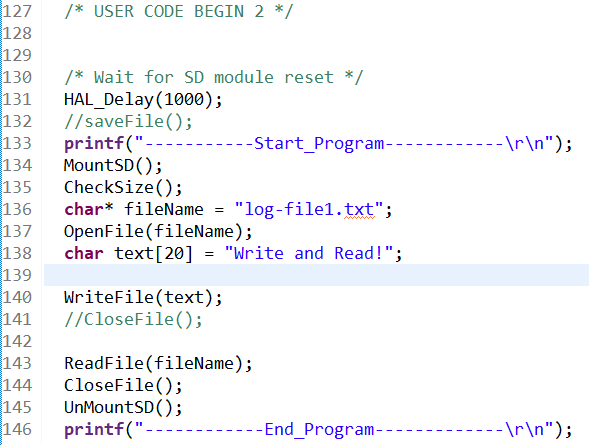 127 /* USER CODE BEGIN 2 */
128
129
130 /* Wait for SD module reset */
131 HAL_Delay(1000);
132 //saveFile();
133 printf("-----------Start_Program------------\r\n");
134 MountSD();
135 CheckSize();
136 char* fileName = "log-file1.txt";
137 OpenFile(fileName);
138 char text[20] = "Write and Read!";
139
140 WriteFile(text);
141 //CloseFile();
142
143 ReadFile(fileName);
144 CloseFile();
145 UnMountSD();
146 printf("------------End_Program-------------\r\n");